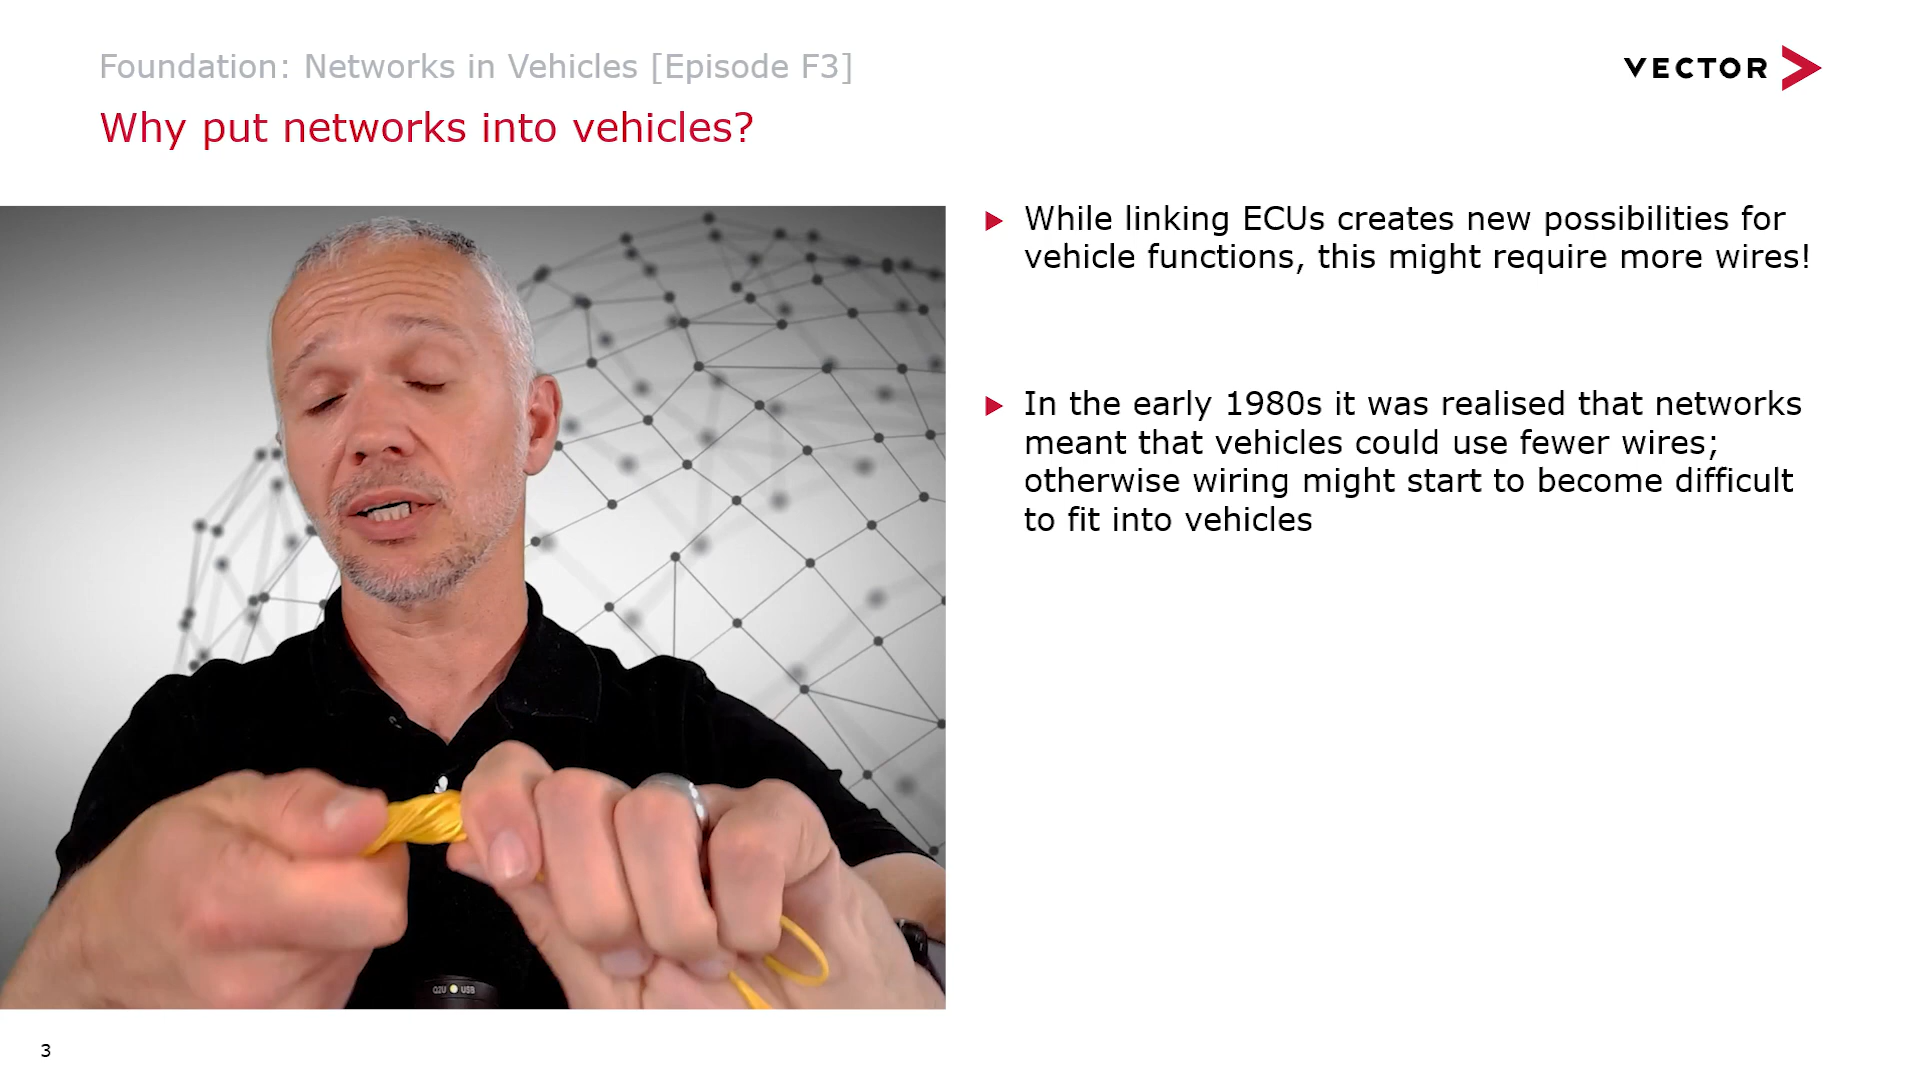 Foundation: Networks in Vehicles [Episode F3]
VECTOR
Why put networks into vehicles?
While linking ECUs creates new possibilities for
vehicle functions, this might require more wires!
In the early 1980s it was realised that networks
meant that vehicles could use fewer wires;
otherwise wiring might start to become difficult
to fit into vehicles
Q2U USB
3